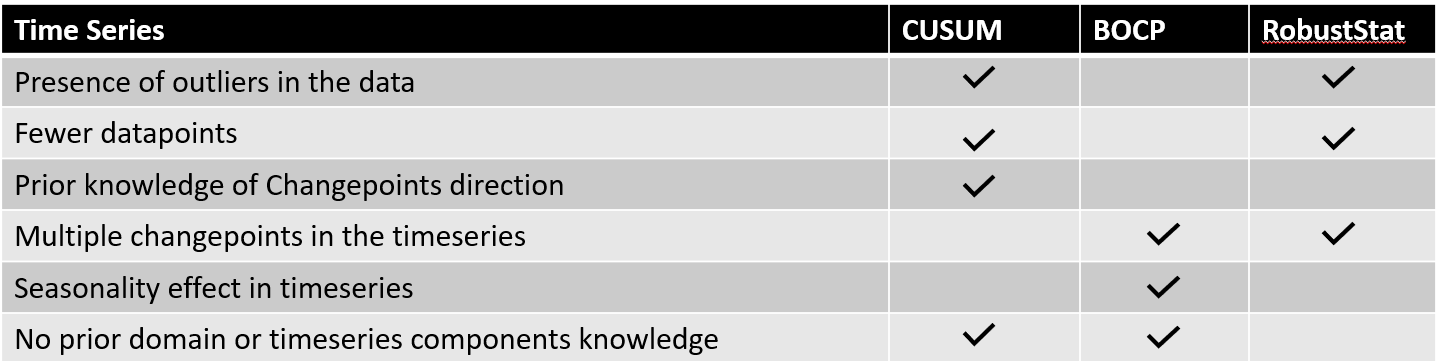 Time Series CUSUM BOCP RobustStat
Presence of outliers in the data ✓ ✓
Fewer datapoints ✓ ✓
Prior knowledge of Changepoints direction ✓
Multiple changepoints in the timeseries ✓ ✓
Seasonality effect in timeseries ✓
No prior domain or timeseries components knowledge ✓ ✓